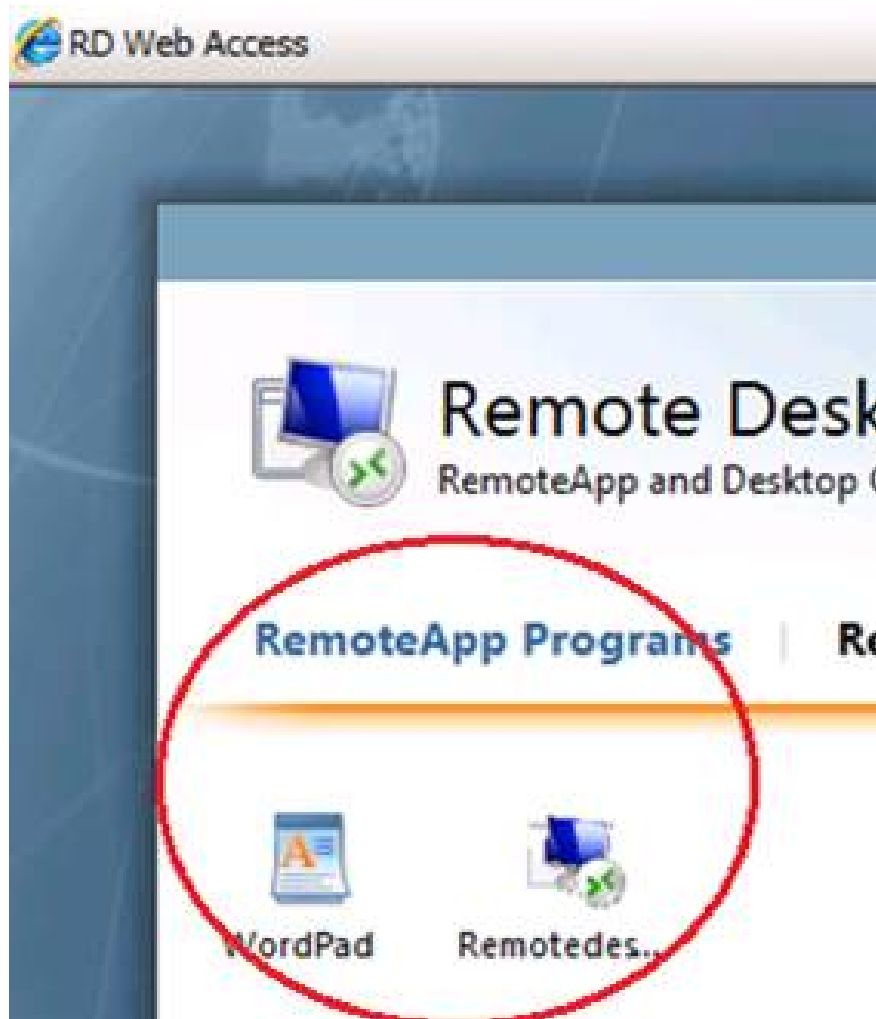 RD Web Access
Remote Desk
RemoteApp and Desktop
RemoteApp Programs | Re
WordPad Remotedes...